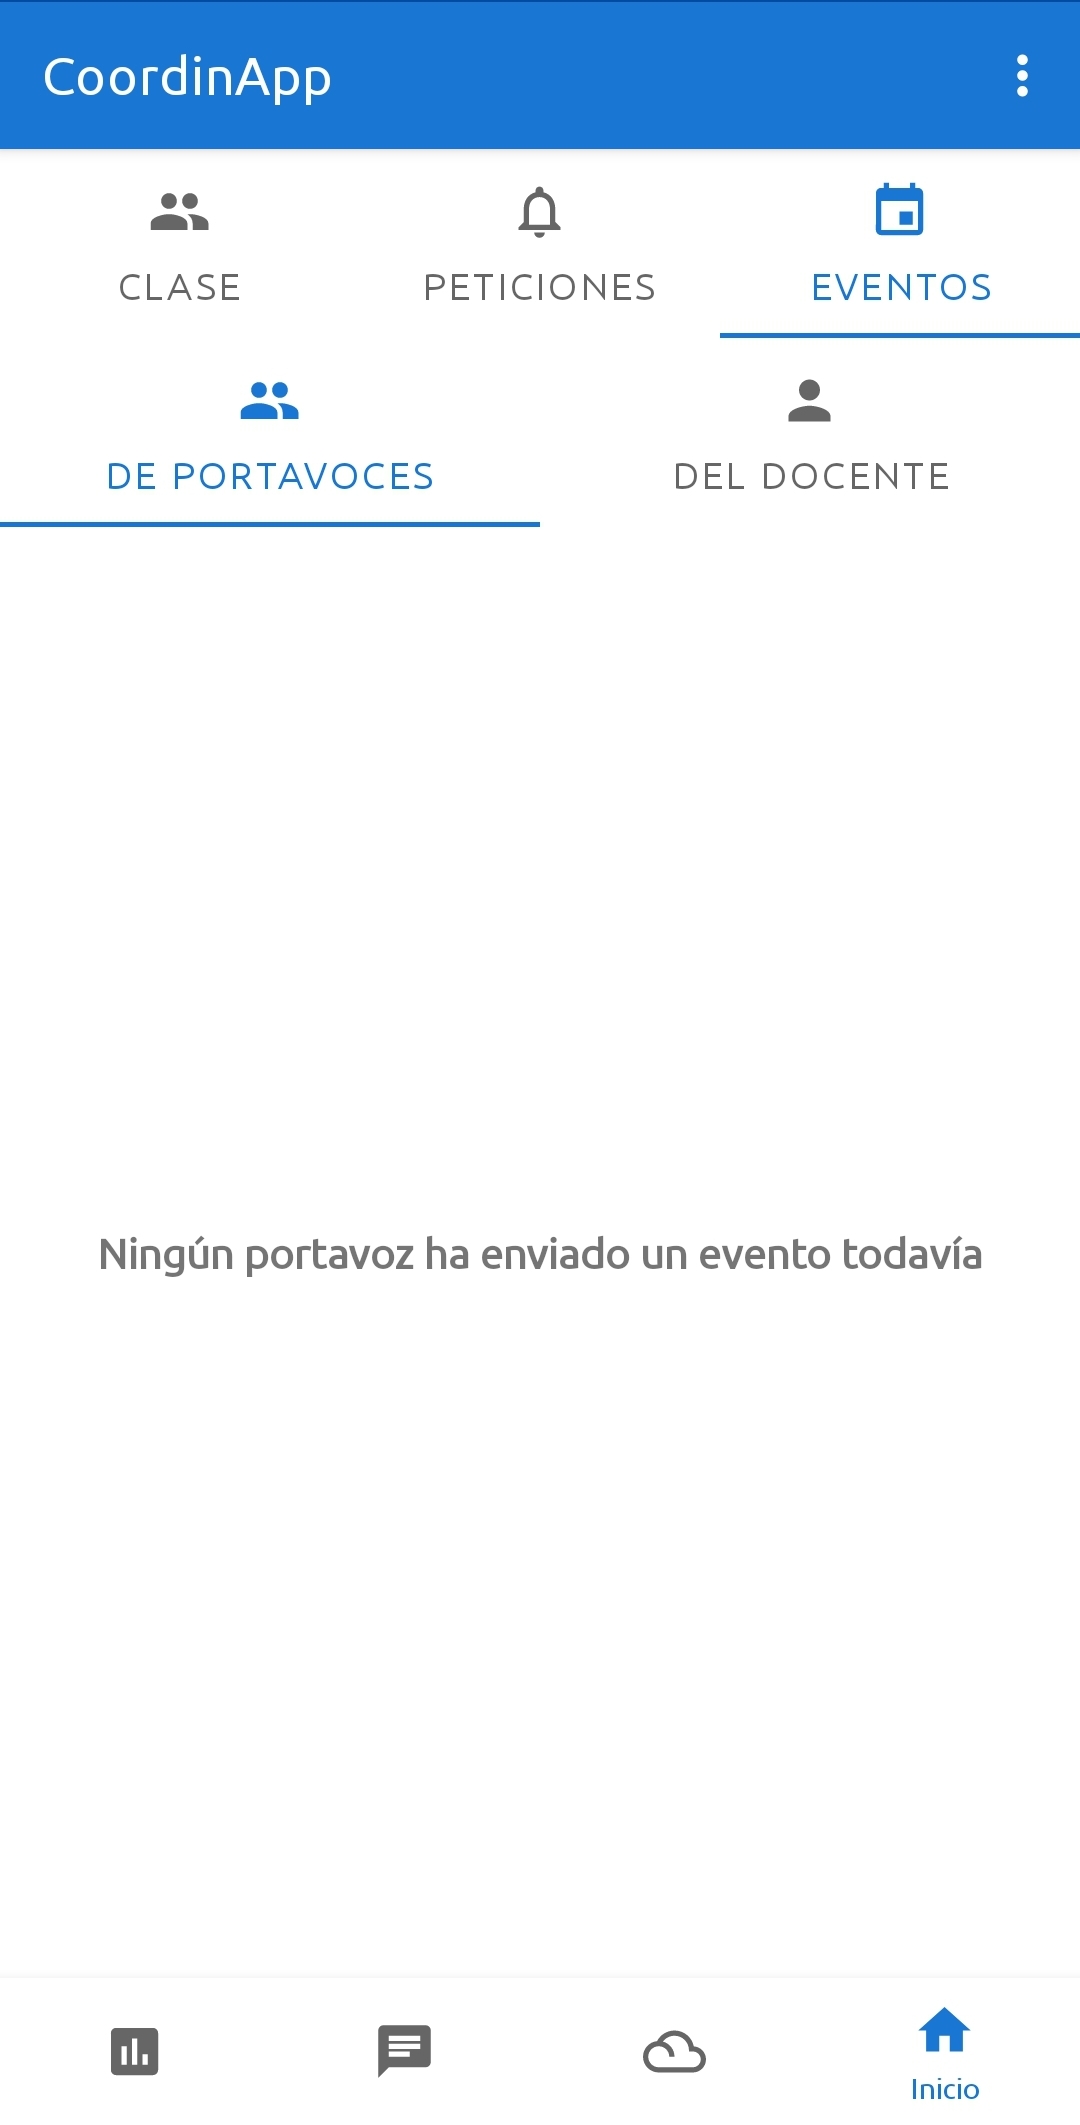 CoordinApp
CLASE
PETICIONES
EVENTOS
DE PORTAVOCES
DEL DOCENTE
Ningún portavoz ha enviado un evento todavía
Inicio